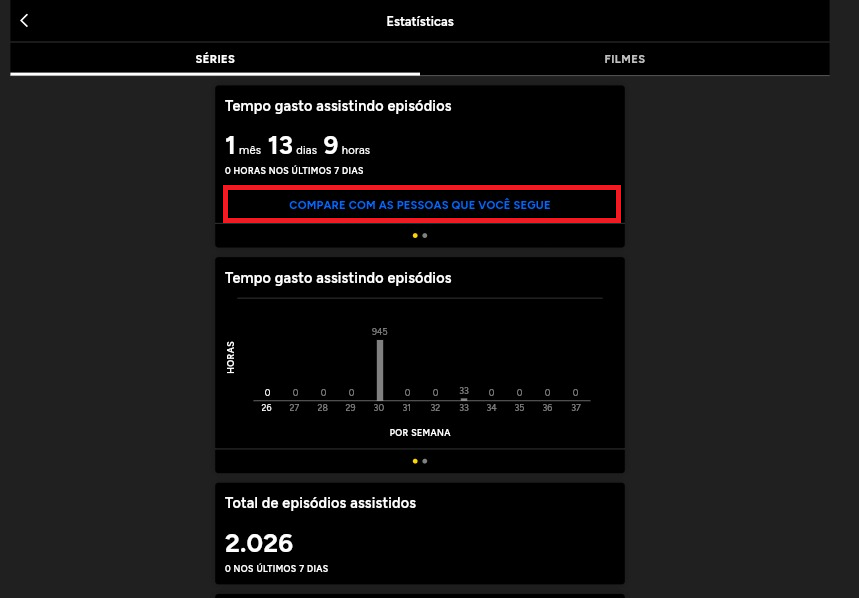 Estatísticas
SÉRIES
FILMES
Tempo gasto assistindo episódios
1 mês 13 dias 9 horas
0 HORAS NOS ÚLTIMOS 7 DIAS
COMPARE COM AS PESSOAS QUE VOCÊ SEGUE
Tempo gasto assistindo episódios
HORAS
945
0 0 0 0 0 0 33 0 0 0 0
26 27 28 29 30 31 32 33 34 35 36 37
POR SEMANA
Total de episódios assistidos
2.026
0 NOS ÚLTIMOS 7 DIAS